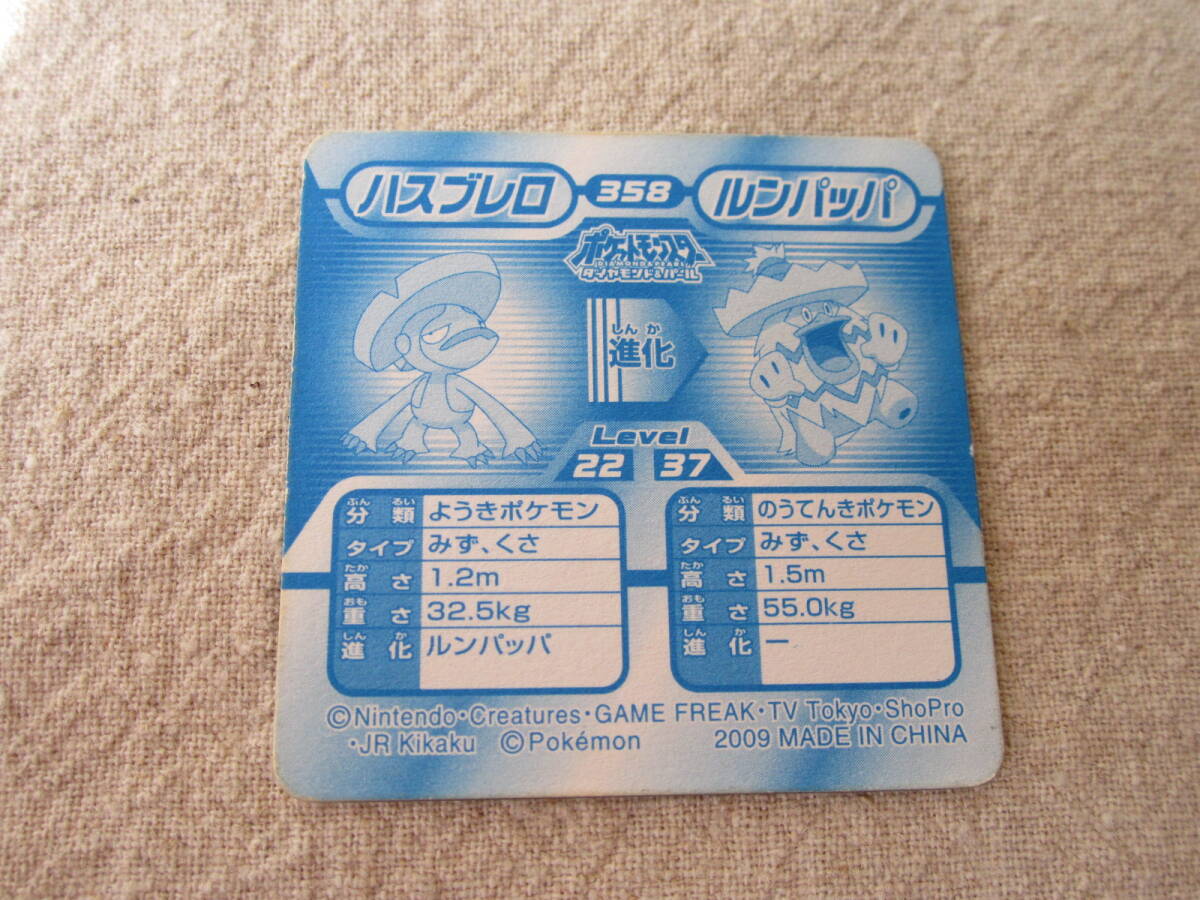 ハスブレロ 358 ルンパッパ
ポケットモンスター
DIAMOND & PEARL
ダイヤモンド&パール
しんか
進化
Level
22 37
ぶんるい
分類 ようきポケモン
タイプ みず、くさ
たか
高さ 1.2m
おも
重さ 32.5kg
しんか
進化 ルンパッパ
ぶんるい
分類 のうてんきポケモン
タイプ みず、くさ
たか
高さ 1.5m
おも
重さ 55.0kg
しんか
進化 ー
©Nintendo・Creatures・GAME FREAK・TV Tokyo・ShoPro
・JR Kikaku ©Pokémon 2009 MADE IN CHINA